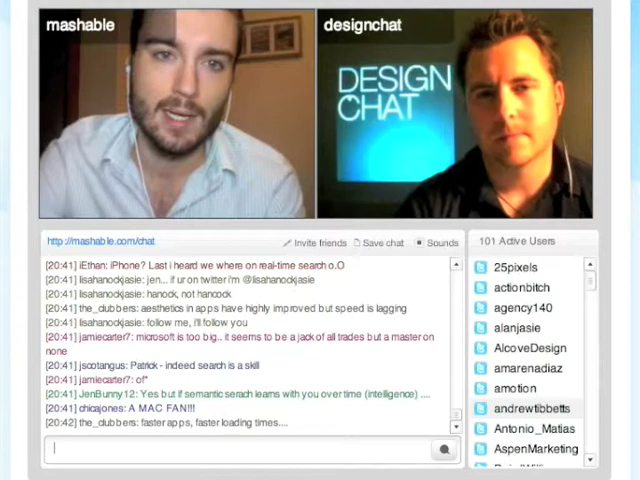 mashable
designchat
DESIGN
CHAT
http://mashable.com/chat
Invite friends
Save chat
Sounds
101 Active Users
[20:41] iEthan: iPhone? Last i heard we where on real-time search o.O
[20:41] lisahanockjasie: jen... if ur on twitter i'm @lisahanockjasie
[20:41] lisahanockjasie: hanock, not hancock
[20:41] the_dubbers: aesthetics in apps have highly improved but speed is lagging
[20:41] lisahanockjasie: follow me, i'll follow you
[20:41] jamiecarter7: microsoft is too big.. it seems to be a jack of all trades but a master on
none
[20:41] jscotangus: Patrick - indeed search is a skill
[20:41] jamiecarter7: of*
[20:41] JenBunny12: Yes but if semantic serach learns with you over time (intelligence) ....
[20:41] chicajones: A MAC FAN!!!
[20:42] the_dubbers: faster apps, faster loading times....
25pixels
actionbitch
agency140
alanjasie
AlcoveDesign
amarenadiaz
amotion
andrewtibbetts
Antonio_Matias
AspenMarketing